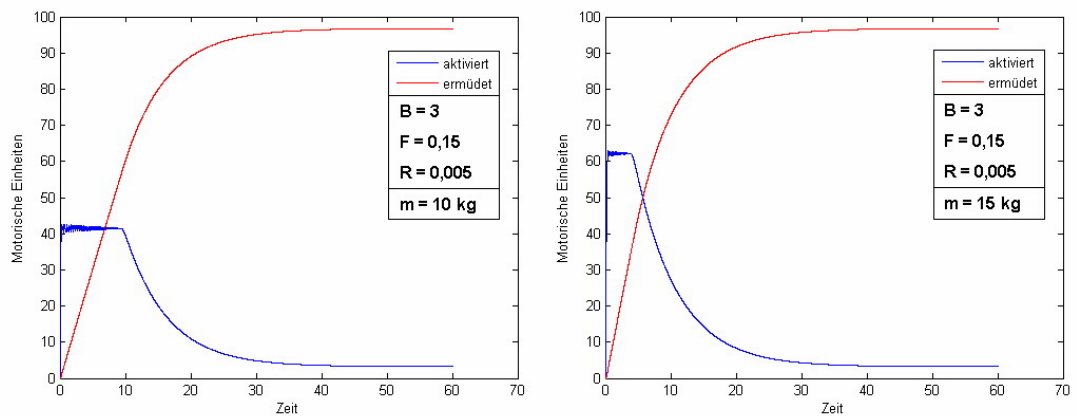 100
90
80
70
60
50
40
30
20
10
0
Motorische Einheiten
0 10 20 30 40 50 60 70
Zeit
aktiviert
ermüdet
B = 3
F = 0,15
R = 0,005
m = 10 kg
100
90
80
70
60
50
40
30
20
10
0
Motorische Einheiten
0 10 20 30 40 50 60 70
Zeit
aktiviert
ermüdet
B = 3
F = 0,15
R = 0,005
m = 15 kg